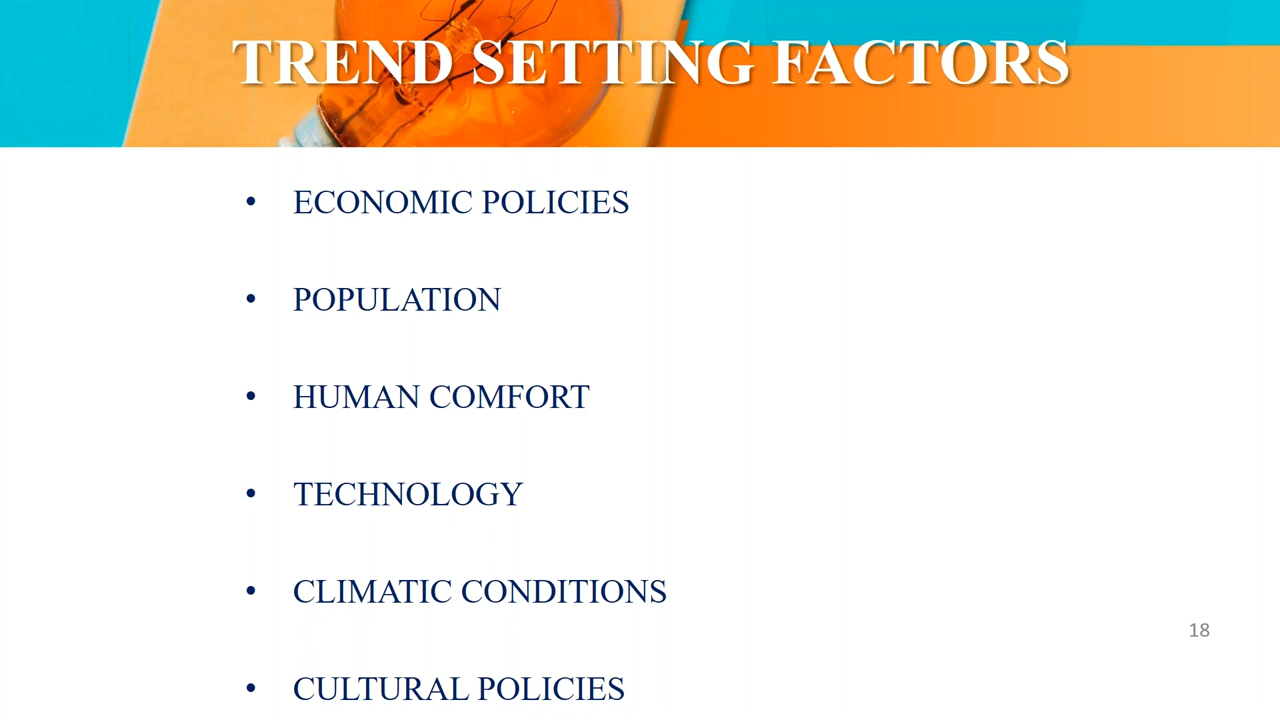 TREND SETTING FACTORS
• ECONOMIC POLICIES
• POPULATION
• HUMAN COMFORT
• TECHNOLOGY
• CLIMATIC CONDITIONS
18
• CULTURAL POLICIES